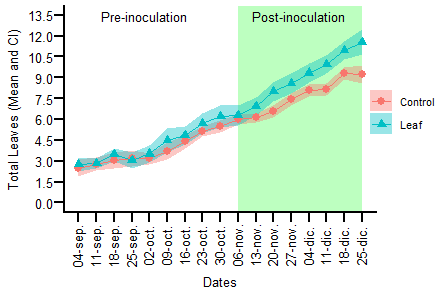 Pre-inoculation Post-inoculation
Total Leaves (Mean and CI)
13.5
12.0
10.5
9.0
7.5
6.0
4.5
3.0
1.5
0.0
04-sep.
11-sep.
18-sep.
25-sep.
02-oct.
09-oct.
16-oct.
23-oct.
30-oct.
06-nov.
13-nov.
20-nov.
27-nov.
04-dic.
11-dic.
18-dic.
25-dic.
Dates
Control
Leaf